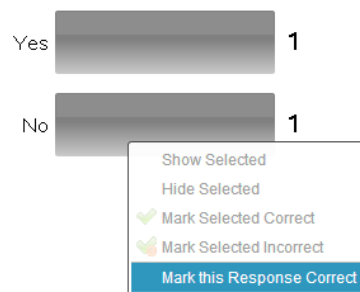 Yes 1
No 1
Show Selected
Hide Selected
Mark Selected Correct
Mark Selected Incorrect
Mark this Response Correct